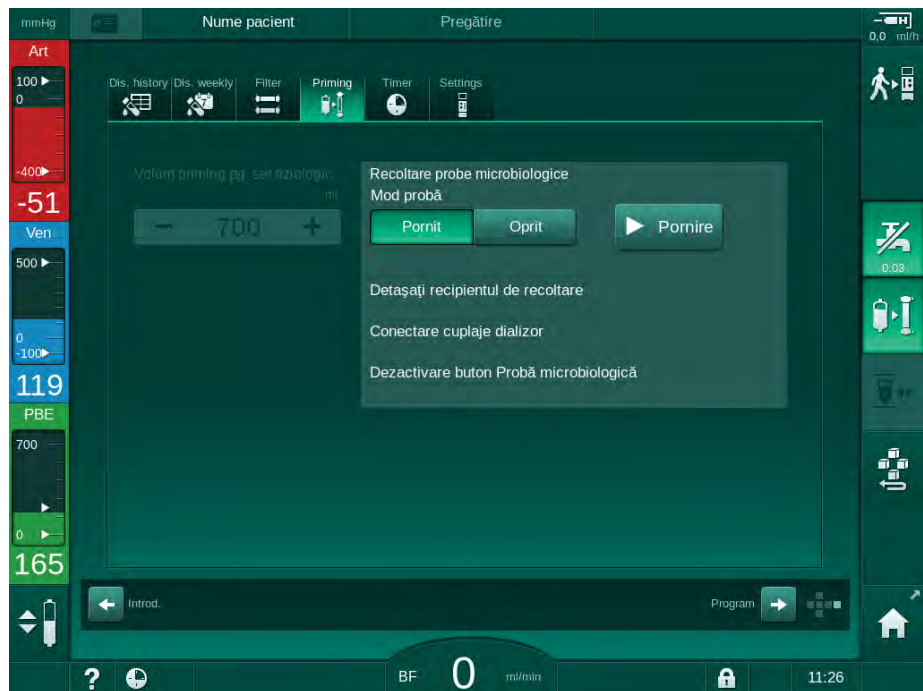 mmHg
Nume pacient
Pregătire
0,0 ml/h
Art
100
0
-400
-51
Ven
500
0
-100
119
PBE
700
0
165
Dis. history
Dis. weekly
Filter
Priming
Timer
Settings
7
Volum priming pg. ser fiziologic
ml
− 700 +
Recoltare probe microbiologice
Mod probă
Pornit
Oprit
Pornire
Detaşaţi recipientul de recoltare
Conectare cuplaje dializor
Dezactivare buton Probă microbiologică
0:03
Introd.
Program
?
BF 0 ml/min
11:26